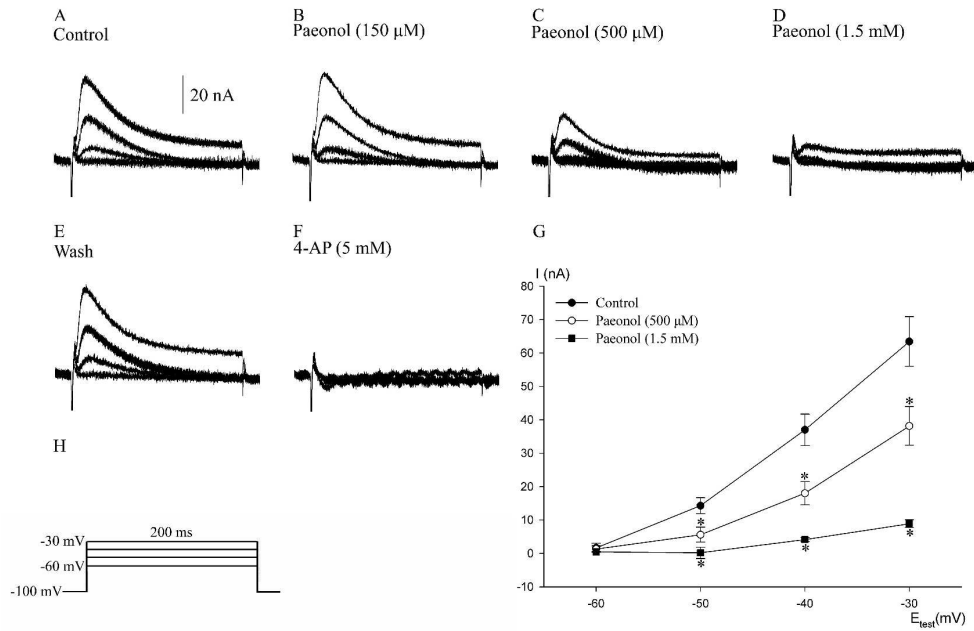 A
Control
B
Paeonol (150 μM)
C
Paeonol (500 μM)
D
Paeonol (1.5 mM)
20 nA
E
Wash
F
4-AP (5 mM)
G
I (nA)
80
70
60
50
40
30
20
10
0
Control
Paeonol (500 μM)
Paeonol (1.5 mM)
*
*
*
*
*
*
-60
-50
-40
-30
E_test(mV)
H
200 ms
-30 mV
-60 mV
-100 mV